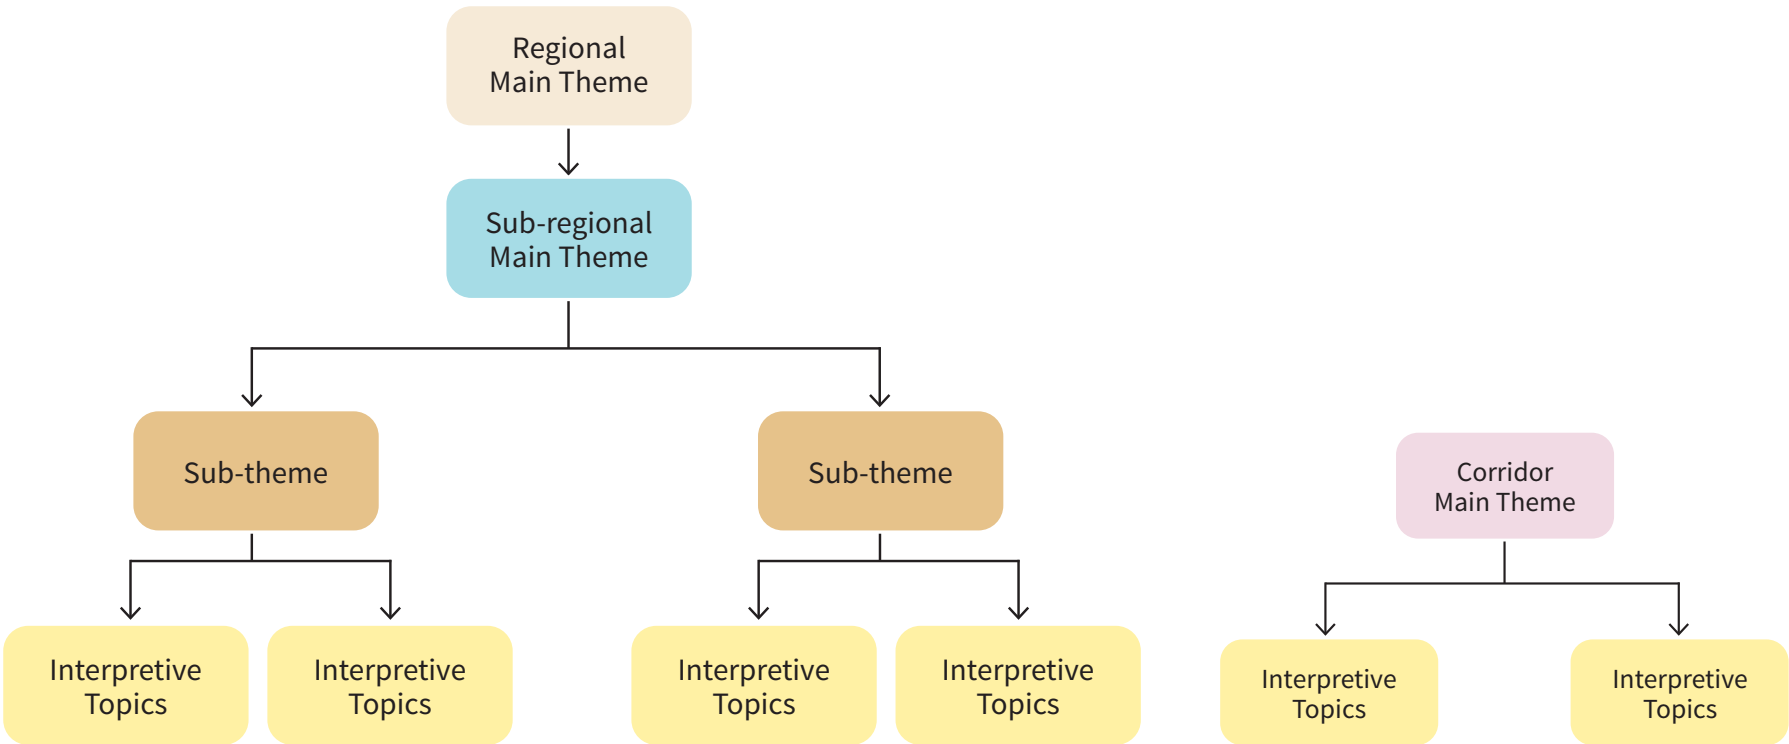 Regional
Main Theme
Sub-regional
Main Theme
Sub-theme
Sub-theme
Corridor
Main Theme
Interpretive
Topics
Interpretive
Topics
Interpretive
Topics
Interpretive
Topics
Interpretive
Topics
Interpretive
Topics